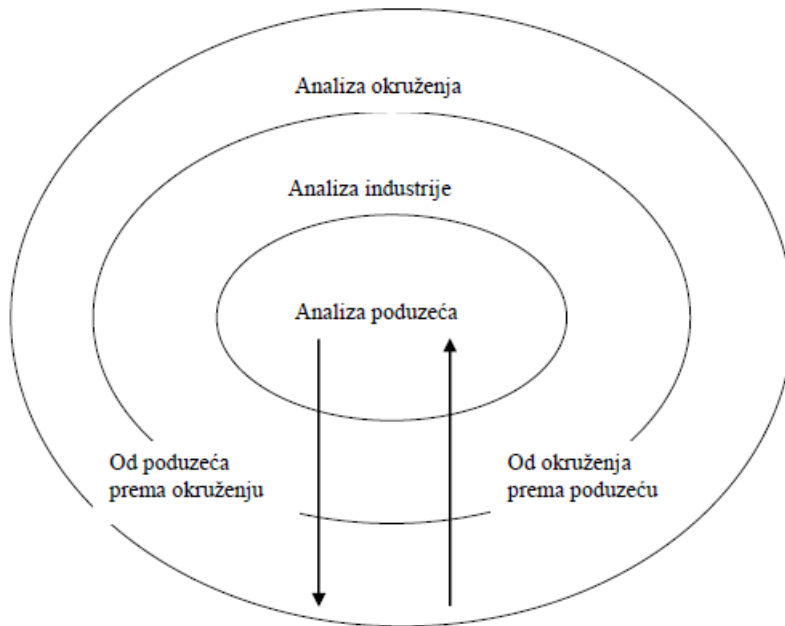 Analiza okruženja
Analiza industrije
Analiza poduzeća
Od poduzeća
prema okruženju
Od okruženja
prema poduzeću